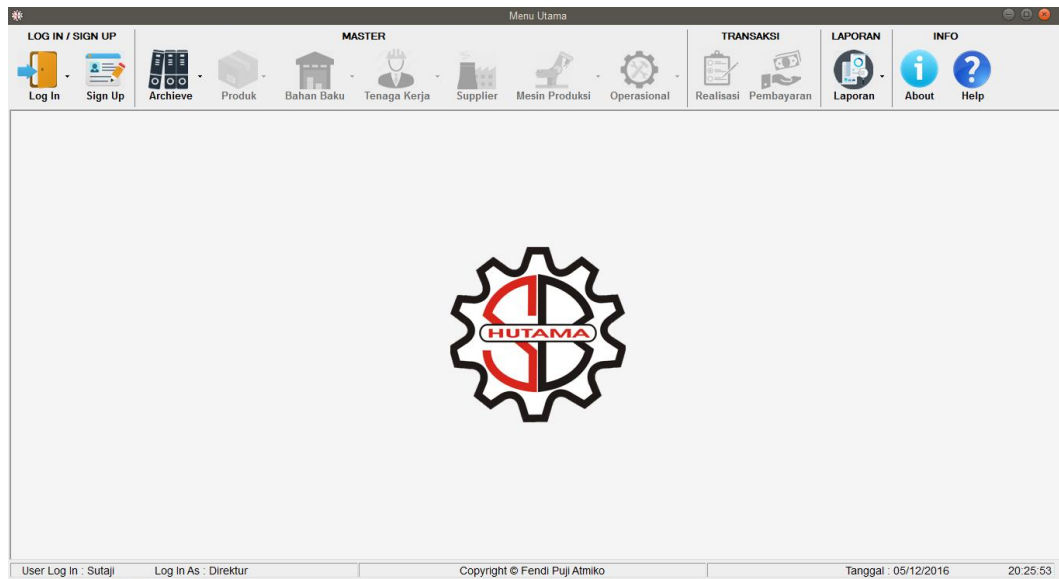 Menu Utama
LOG IN / SIGN UP MASTER TRANSAKSI LAPORAN INFO
Log In Sign Up Archieve Produk Bahan Baku Tenaga Kerja Supplier Mesin Produksi Operasional Realisasi Pembayaran Laporan About Help
HUTAMA
User Log In : Sutaji Log In As : Direktur Copyright © Fendi Puji Atmiko Tanggal : 05/12/2016 20:25:53